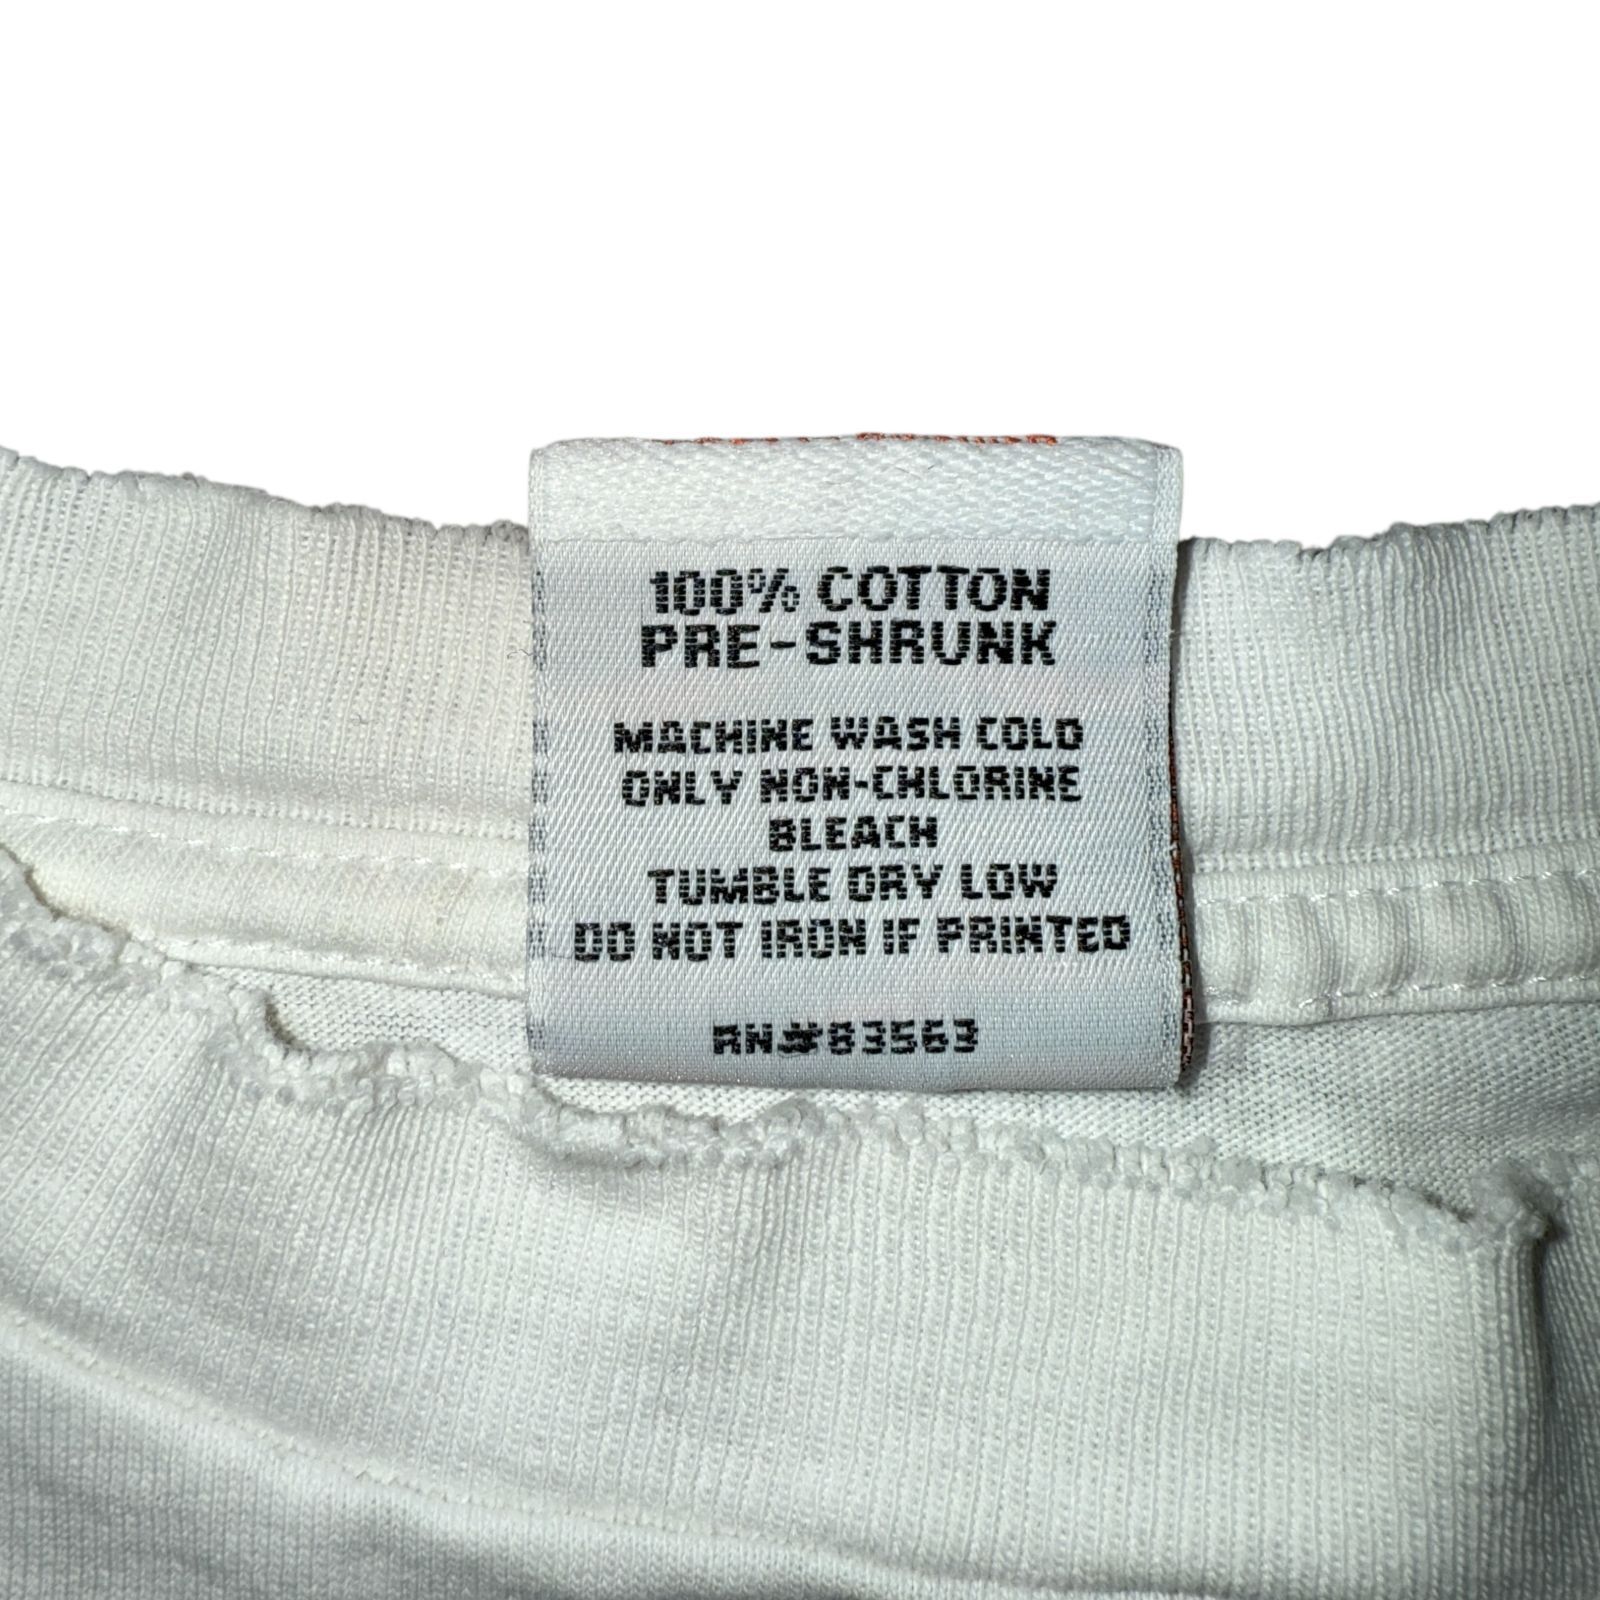 100% COTTON
PRE-SHRUNK
MACHINE WASH COLD
ONLY NON-CHLORINE
BLEACH
TUMBLE DRY LOW
DO NOT IRON IF PRINTED
RN#83563